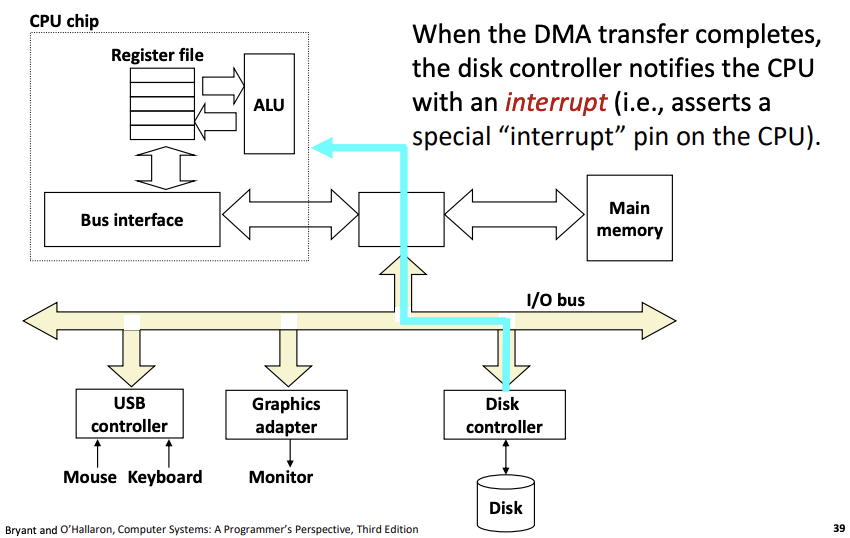 CPU chip
Register file
ALU
When the DMA transfer completes,
the disk controller notifies the CPU
with an interrupt (i.e., asserts a
special “interrupt” pin on the CPU).
Bus interface
Main
memory
I/O bus
USB
controller
Graphics
adapter
Disk
controller
Mouse Keyboard
Monitor
Disk
Bryant and O’Hallaron, Computer Systems: A Programmer’s Perspective, Third Edition
39